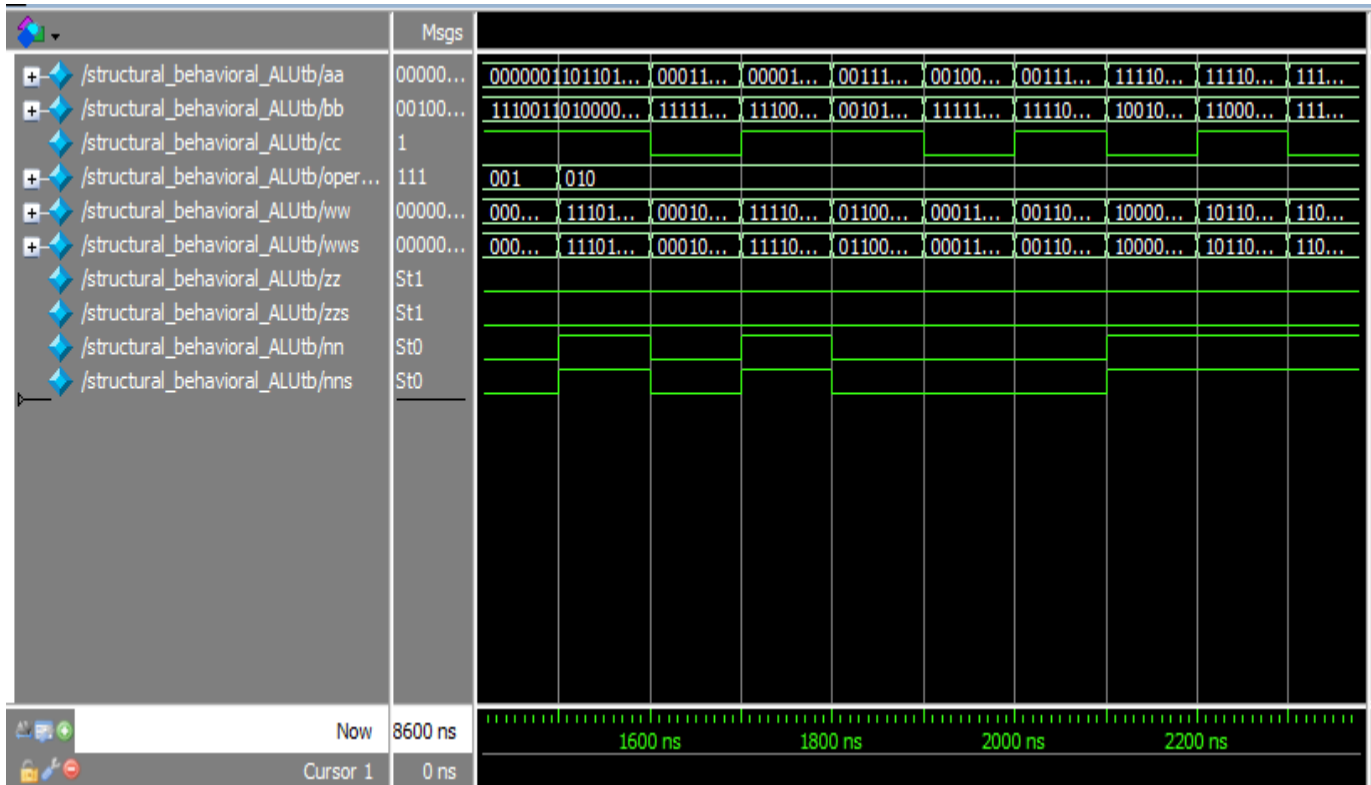 Msgs
/structural_behavioral_ALUtb/aa 00000... 0000001101101... 00011... 00001... 00111... 00100... 00111... 11110... 11110... 111...
/structural_behavioral_ALUtb/bb 00100... 1110011010000... 11111... 11100... 00101... 11111... 11110... 10010... 11000... 111...
/structural_behavioral_ALUtb/cc 1
/structural_behavioral_ALUtb/oper... 111 001 010
/structural_behavioral_ALUtb/ww 00000... 000... 11101... 00010... 11110... 01100... 00011... 00110... 10000... 10110... 110...
/structural_behavioral_ALUtb/wws 00000... 000... 11101... 00010... 11110... 01100... 00011... 00110... 10000... 10110... 110...
/structural_behavioral_ALUtb/zz St1
/structural_behavioral_ALUtb/zzs St1
/structural_behavioral_ALUtb/nn St0
/structural_behavioral_ALUtb/nns St0
Now 8600 ns 1600 ns 1800 ns 2000 ns 2200 ns
Cursor 1 0 ns